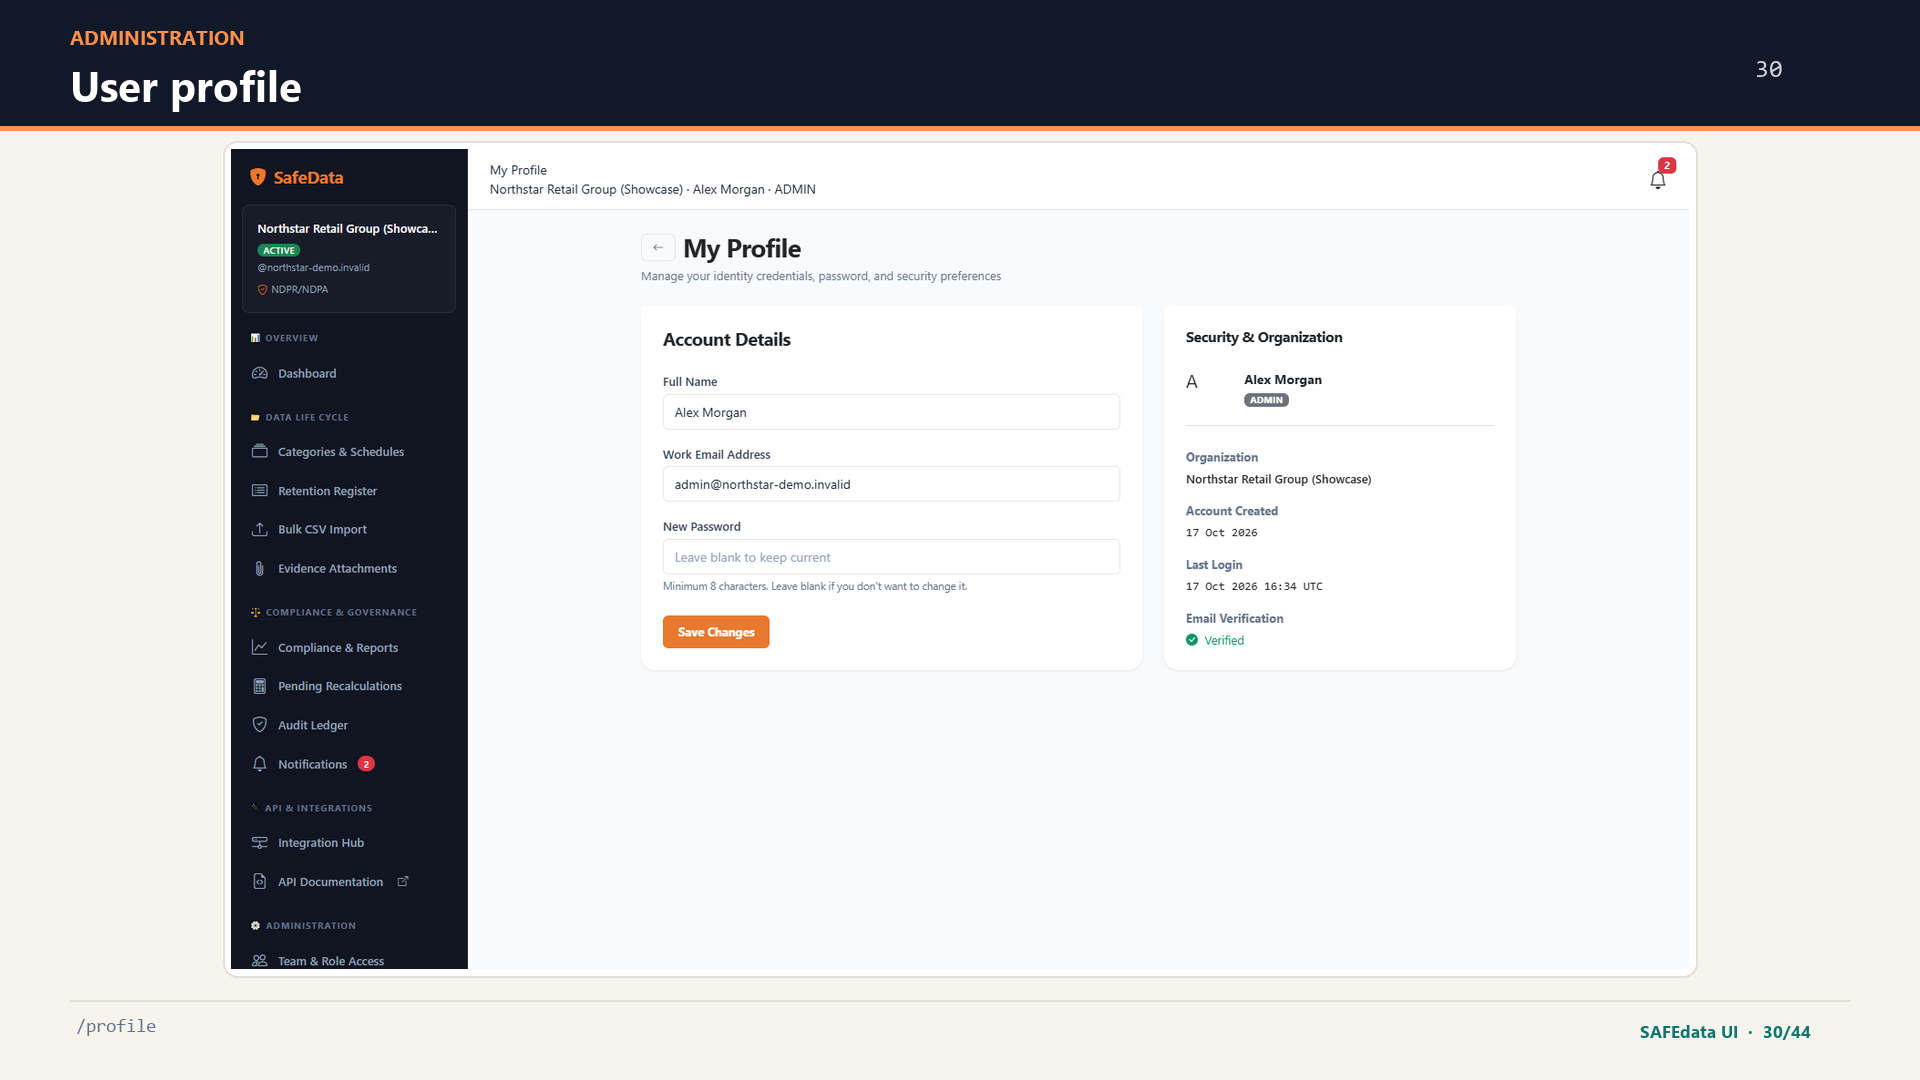 ADMINISTRATION
User profile
30
SafeData
Northstar Retail Group (Showca...
ACTIVE
@northstar-demo.invalid
NDPR/NDPA
OVERVIEW
Dashboard
DATA LIFE CYCLE
Categories & Schedules
Retention Register
Bulk CSV Import
Evidence Attachments
COMPLIANCE & GOVERNANCE
Compliance & Reports
Pending Recalculations
Audit Ledger
Notifications 2
API & INTEGRATIONS
Integration Hub
API Documentation
ADMINISTRATION
Team & Role Access
My Profile
Northstar Retail Group (Showcase) · Alex Morgan · ADMIN
2
My Profile
Manage your identity credentials, password, and security preferences
Account Details
Full Name
Alex Morgan
Work Email Address
admin@northstar-demo.invalid
New Password
Leave blank to keep current
Minimum 8 characters. Leave blank if you don't want to change it.
Save Changes
Security & Organization
A
Alex Morgan
ADMIN
Organization
Northstar Retail Group (Showcase)
Account Created
17 Oct 2026
Last Login
17 Oct 2026 16:34 UTC
Email Verification
Verified
/profile
SAFEdata UI · 30/44